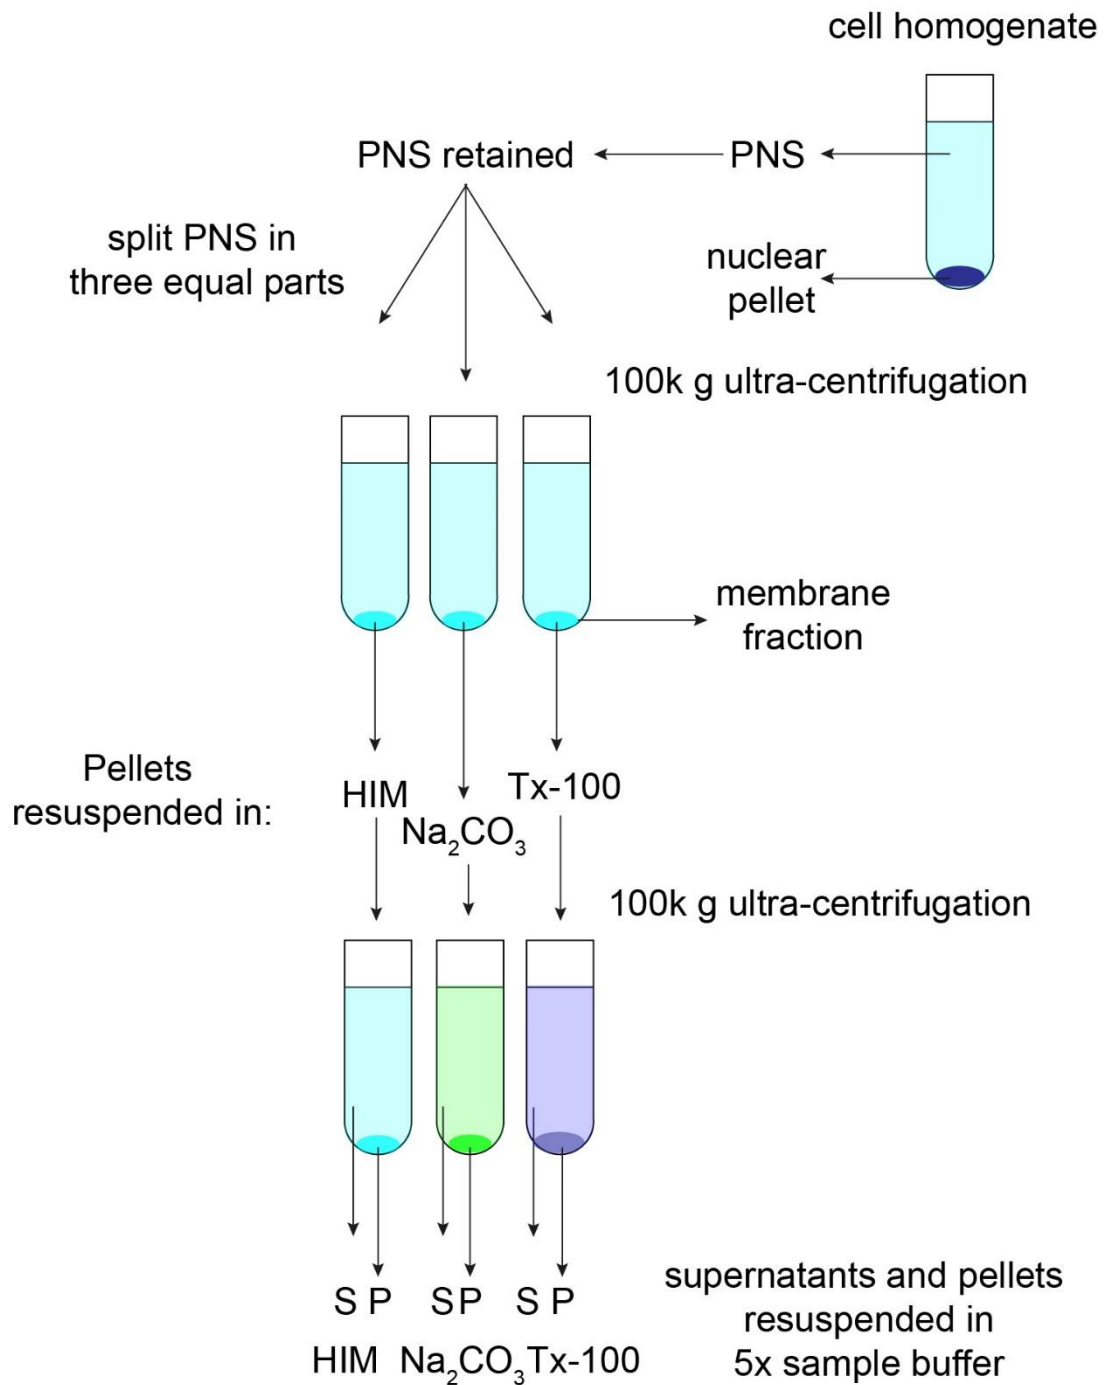 cell homogenate
PNS retained
PNS
split PNS in
three equal parts
nuclear
pellet
100k g ultra-centrifugation
membrane
fraction
Pellets
resuspended in:
HIM
Na₂CO₃
Tx-100
100k g ultra-centrifugation
S P
SP
S P
HIM
Na₂CO₃
Tx-100
supernatants and pellets
resuspended in
5x sample buffer